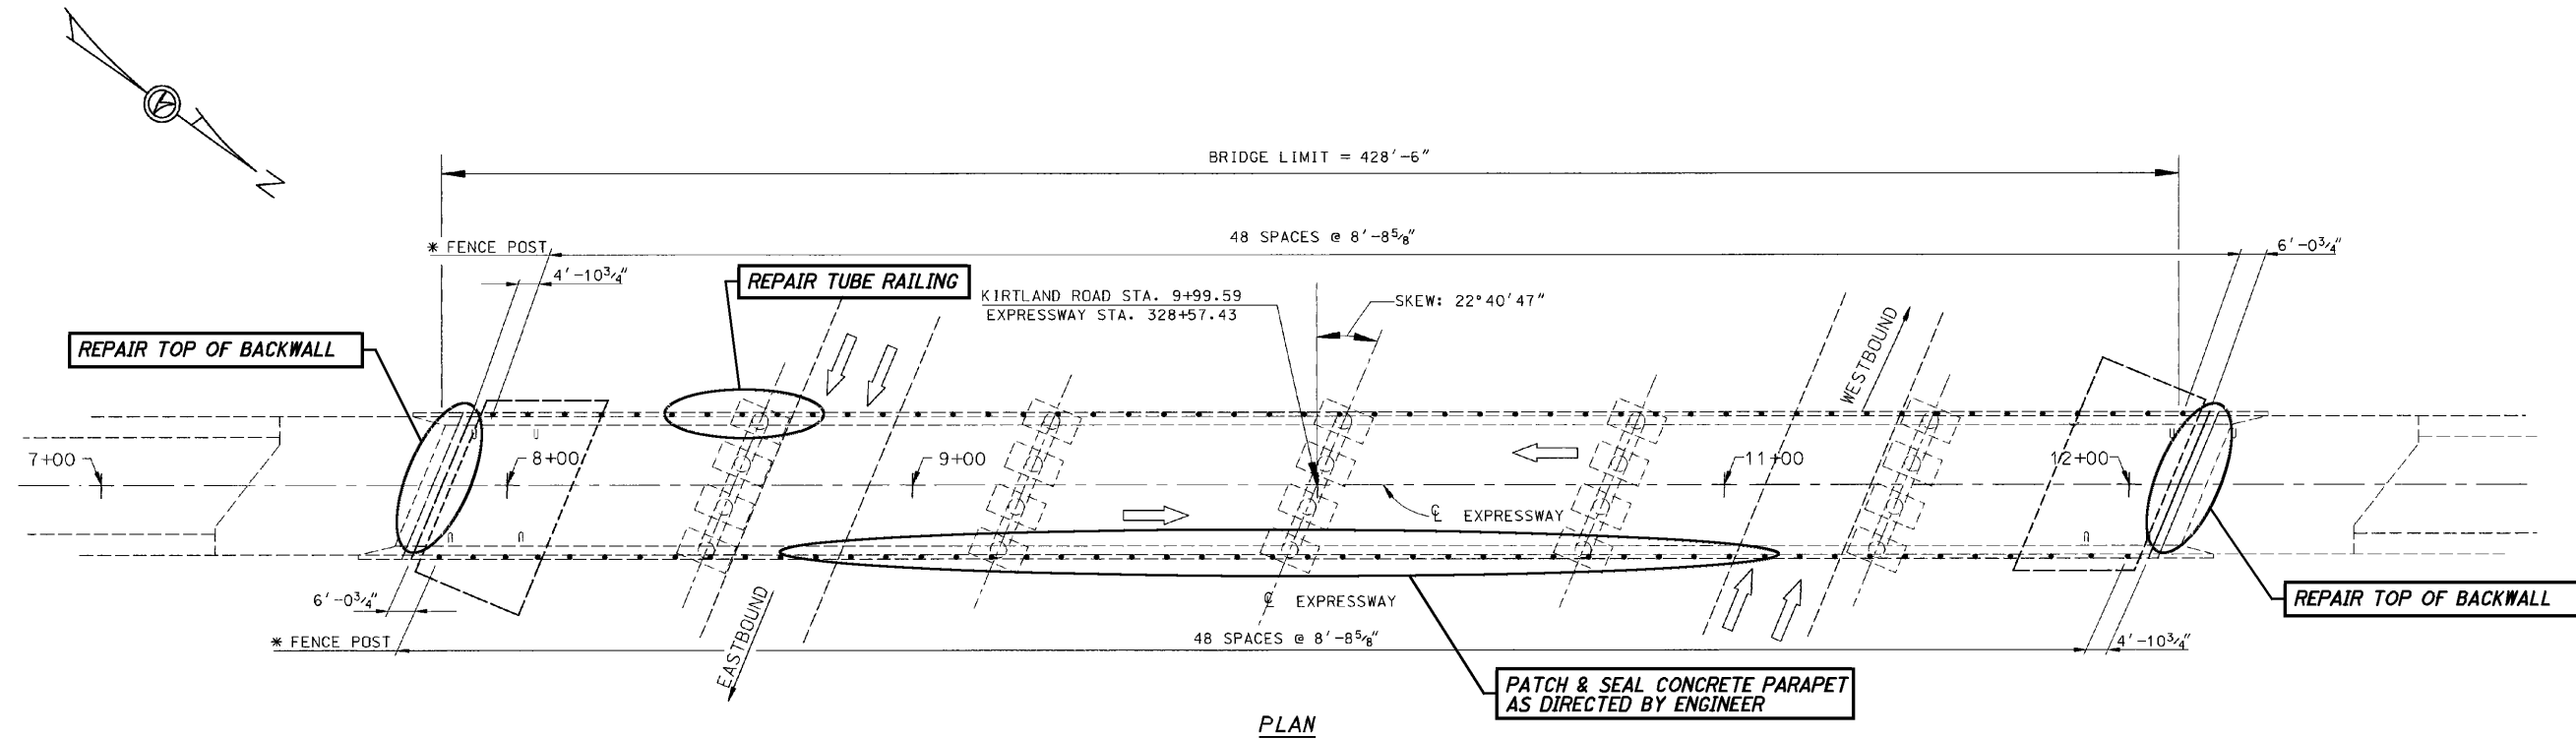 N
BRIDGE LIMIT = 428'-6"
* FENCE POST
48 SPACES @ 8'-8⅝"
6'-0¾"
4'-10¾"
REPAIR TUBE RAILING
KIRTLAND ROAD STA. 9+99.59
EXPRESSWAY STA. 328+57.43
SKEW: 22°40'47"
REPAIR TOP OF BACKWALL
WESTBOUND
7+00
8+00
9+00
11+00
12+00
℄ EXPRESSWAY
℄ EXPRESSWAY
6'-0¾"
* FENCE POST
EASTBOUND
48 SPACES @ 8'-8⅝"
4'-10¾"
REPAIR TOP OF BACKWALL
PATCH & SEAL CONCRETE PARAPET
AS DIRECTED BY ENGINEER
PLAN